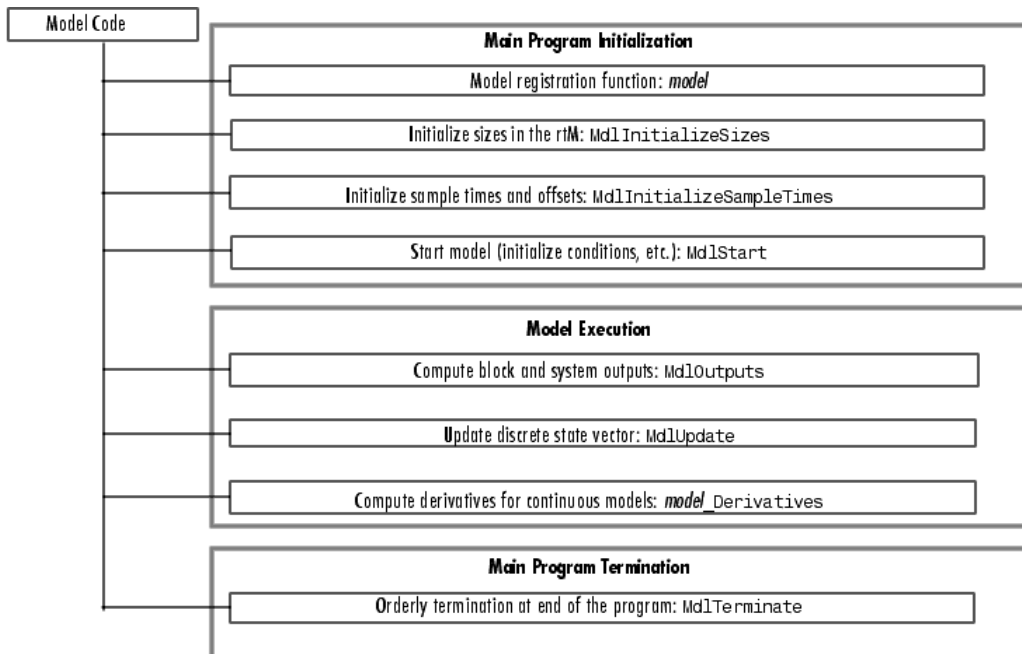 Model Code
Main Program Initialization
Model registration function: model
Initialize sizes in the rtM: MdlInitializeSizes
Initialize sample times and offsets: MdlInitializeSampleTimes
Start model (initialize conditions, etc.): MdlStart
Model Execution
Compute block and system outputs: MdlOutputs
Update discrete state vector: MdlUpdate
Compute derivatives for continuous models: model_Derivatives
Main Program Termination
Orderly termination at end of the program: MdlTerminate